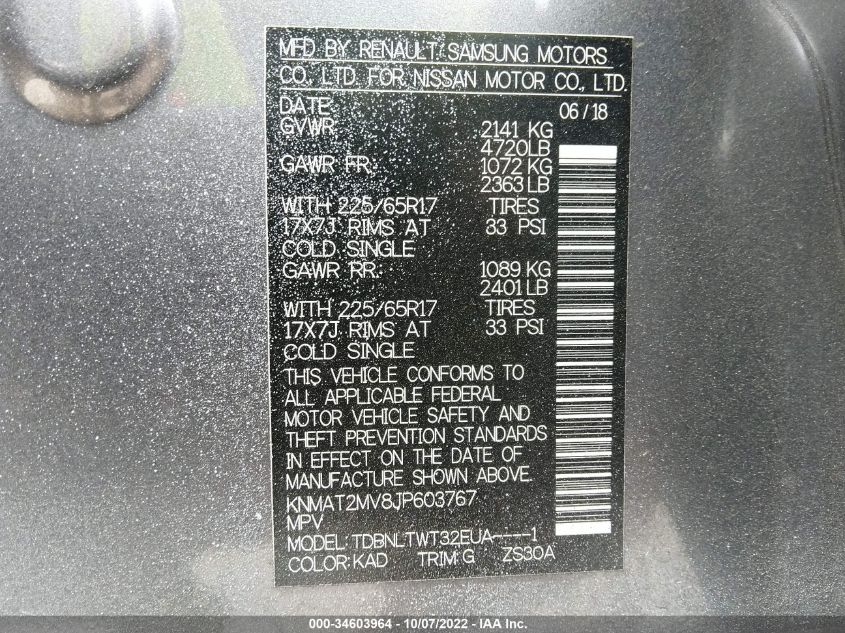 MFD BY RENAULT SAMSUNG MOTORS
CO., LTD. FOR NISSAN MOTOR CO., LTD.
DATE: 06/18
GVWR: 2141 KG
4720LB
GAWR FR: 1072 KG
2363 LB
WITH 225/65R17 TIRES
17X7J RIMS AT 33 PSI
COLD SINGLE
GAWR RR: 1089 KG
2401 LB
WITH 225/65R17 TIRES
17X7J RIMS AT 33 PSI
COLD SINGLE
THIS VEHICLE CONFORMS TO
ALL APPLICABLE FEDERAL
MOTOR VEHICLE SAFETY AND
THEFT PREVENTION STANDARDS
IN EFFECT ON THE DATE OF
MANUFACTURE SHOWN ABOVE.
KNMAT2MV8JP603767
MPV
MODEL: TDBNLTWT32EUA----1
COLOR: KAD TRIM: G ZS30A
000-34603964 - 10/07/2022 - IAA Inc.